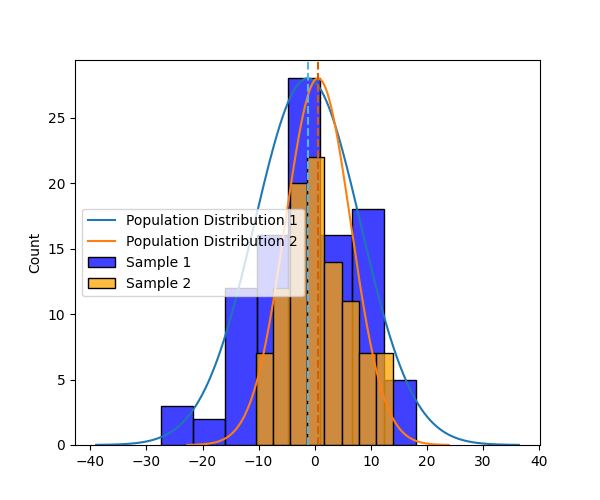 25
20
15
10
5
0
Count
Population Distribution 1
Population Distribution 2
Sample 1
Sample 2
−40 −30 −20 −10 0 10 20 30 40